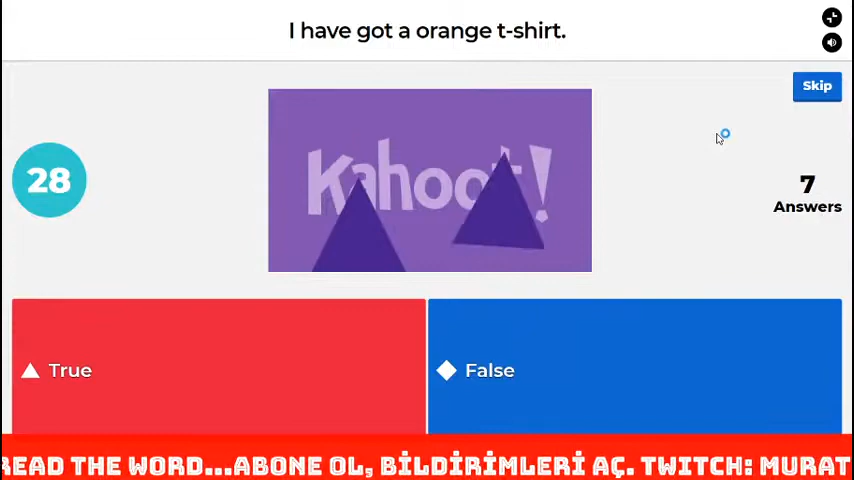 I have got a orange t-shirt.
Skip
28
Kahoot!
7
Answers
True
False
READ THE WORD...ABONE OL, BİLDİRİMLERİ AÇ. TWITCH: MURAT